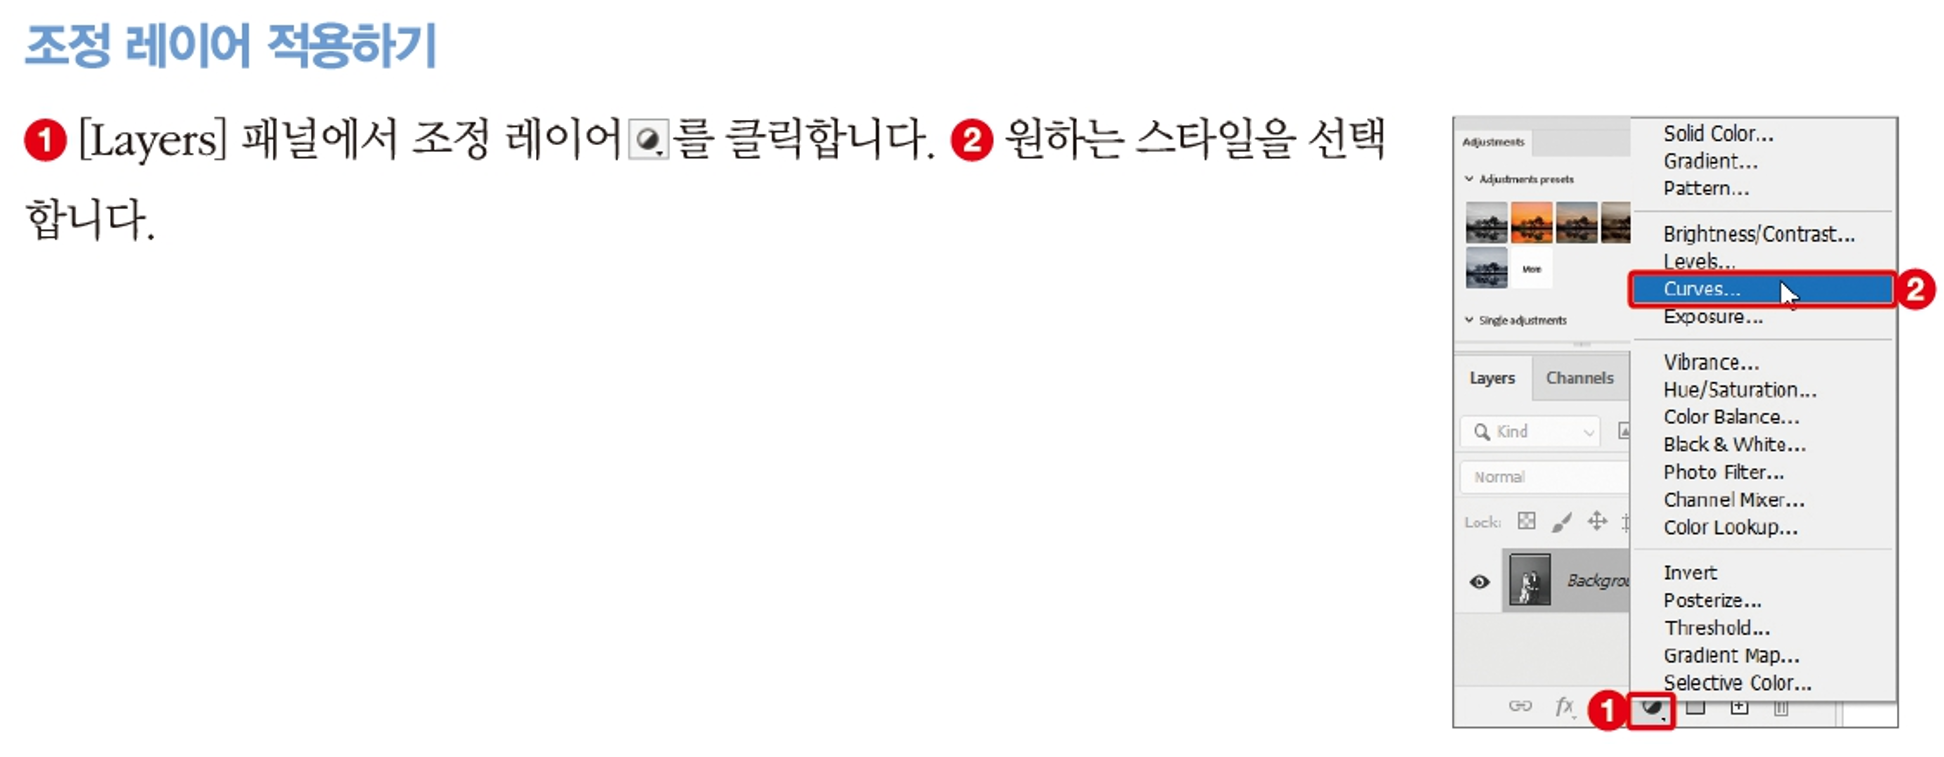 조정 레이어 적용하기
❶ [Layers] 패널에서 조정 레이어를 클릭합니다. ❷ 원하는 스타일을 선택
합니다.
Adjustments
Adjustments presets
More
Single adjustments
Layers Channels
Kind
Normal
Lock:
Backgrou
fx
Solid Color...
Gradient...
Pattern...
Brightness/Contrast...
Levels...
Curves...
2
Exposure...
Vibrance...
Hue/Saturation...
Color Balance...
Black & White...
Photo Filter...
Channel Mixer...
Color Lookup...
Invert
Posterize...
Threshold...
Gradient Map...
Selective Color...
1